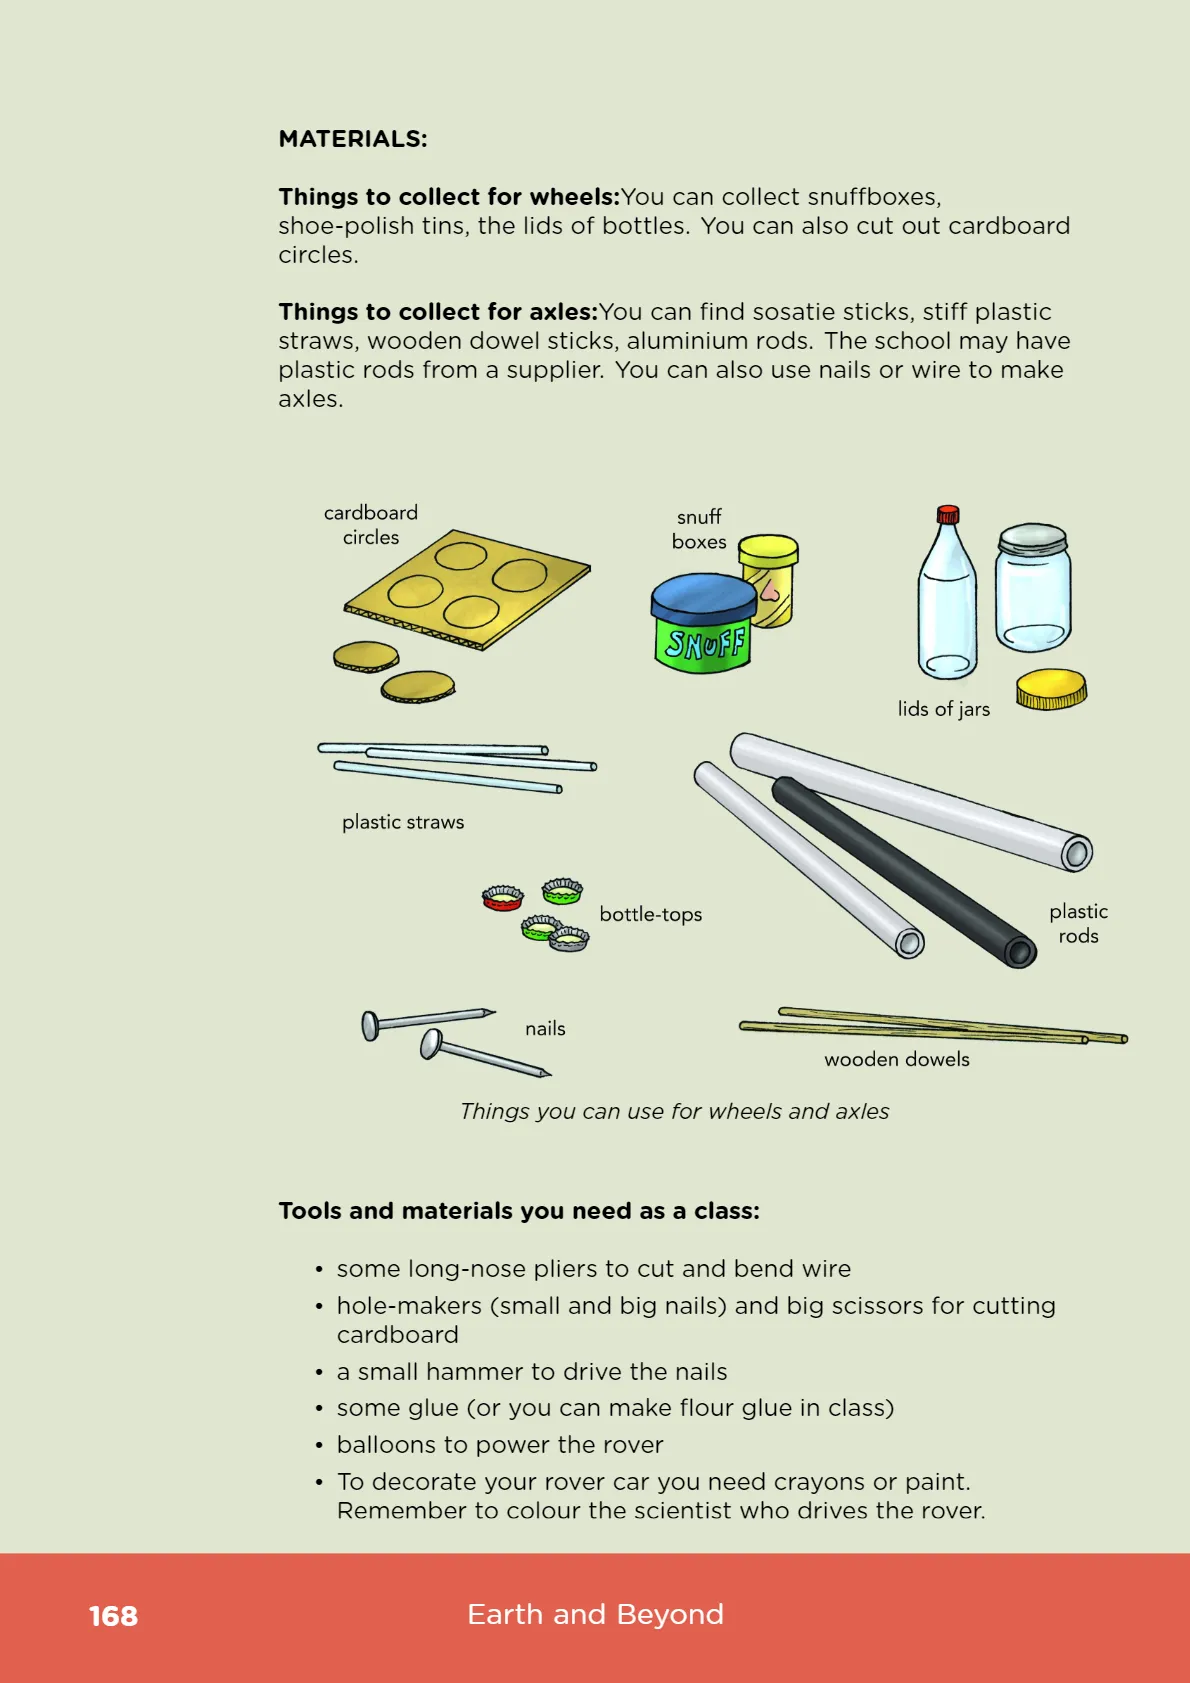 MATERIALS:
Things to collect for wheels:You can collect snuffboxes,
shoe-polish tins, the lids of bottles. You can also cut out cardboard
circles.
Things to collect for axles:You can find sosatie sticks, stiff plastic
straws, wooden dowel sticks, aluminium rods. The school may have
plastic rods from a supplier. You can also use nails or wire to make
axles.
cardboard
circles
snuff
boxes
SNUFF
lids of jars
plastic straws
bottle-tops
plastic
rods
nails
wooden dowels
Things you can use for wheels and axles
Tools and materials you need as a class:
• some long-nose pliers to cut and bend wire
• hole-makers (small and big nails) and big scissors for cutting
cardboard
• a small hammer to drive the nails
• some glue (or you can make flour glue in class)
• balloons to power the rover
• To decorate your rover car you need crayons or paint.
Remember to colour the scientist who drives the rover.
168
Earth and Beyond